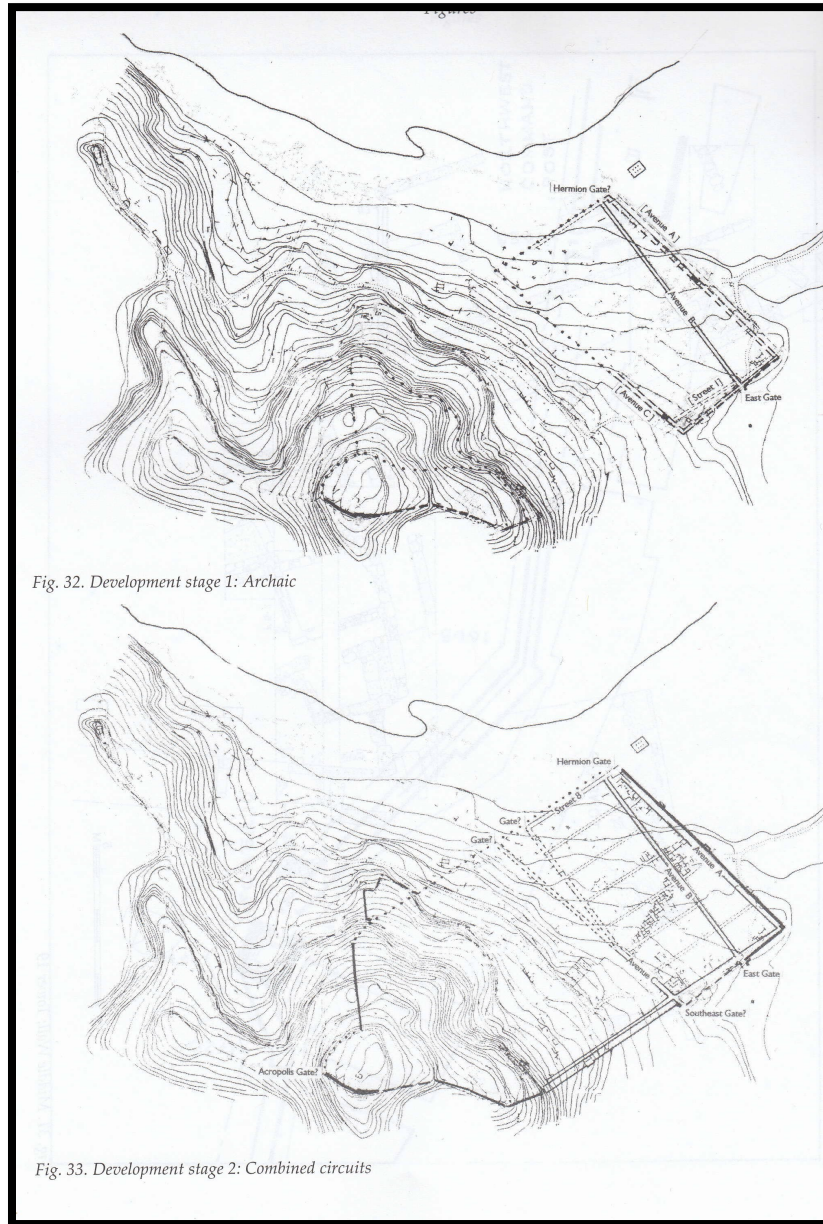 Figures
Hermion Gate?
[Avenue A]
Avenue B
[Street 1]
[Avenue C]
East Gate
Fig. 32. Development stage 1: Archaic
Hermion Gate
Street B
Gate?
Gate?
Avenue A
Avenue B
Avenue C
East Gate
Southeast Gate?
Acropolis Gate?
Fig. 33. Development stage 2: Combined circuits